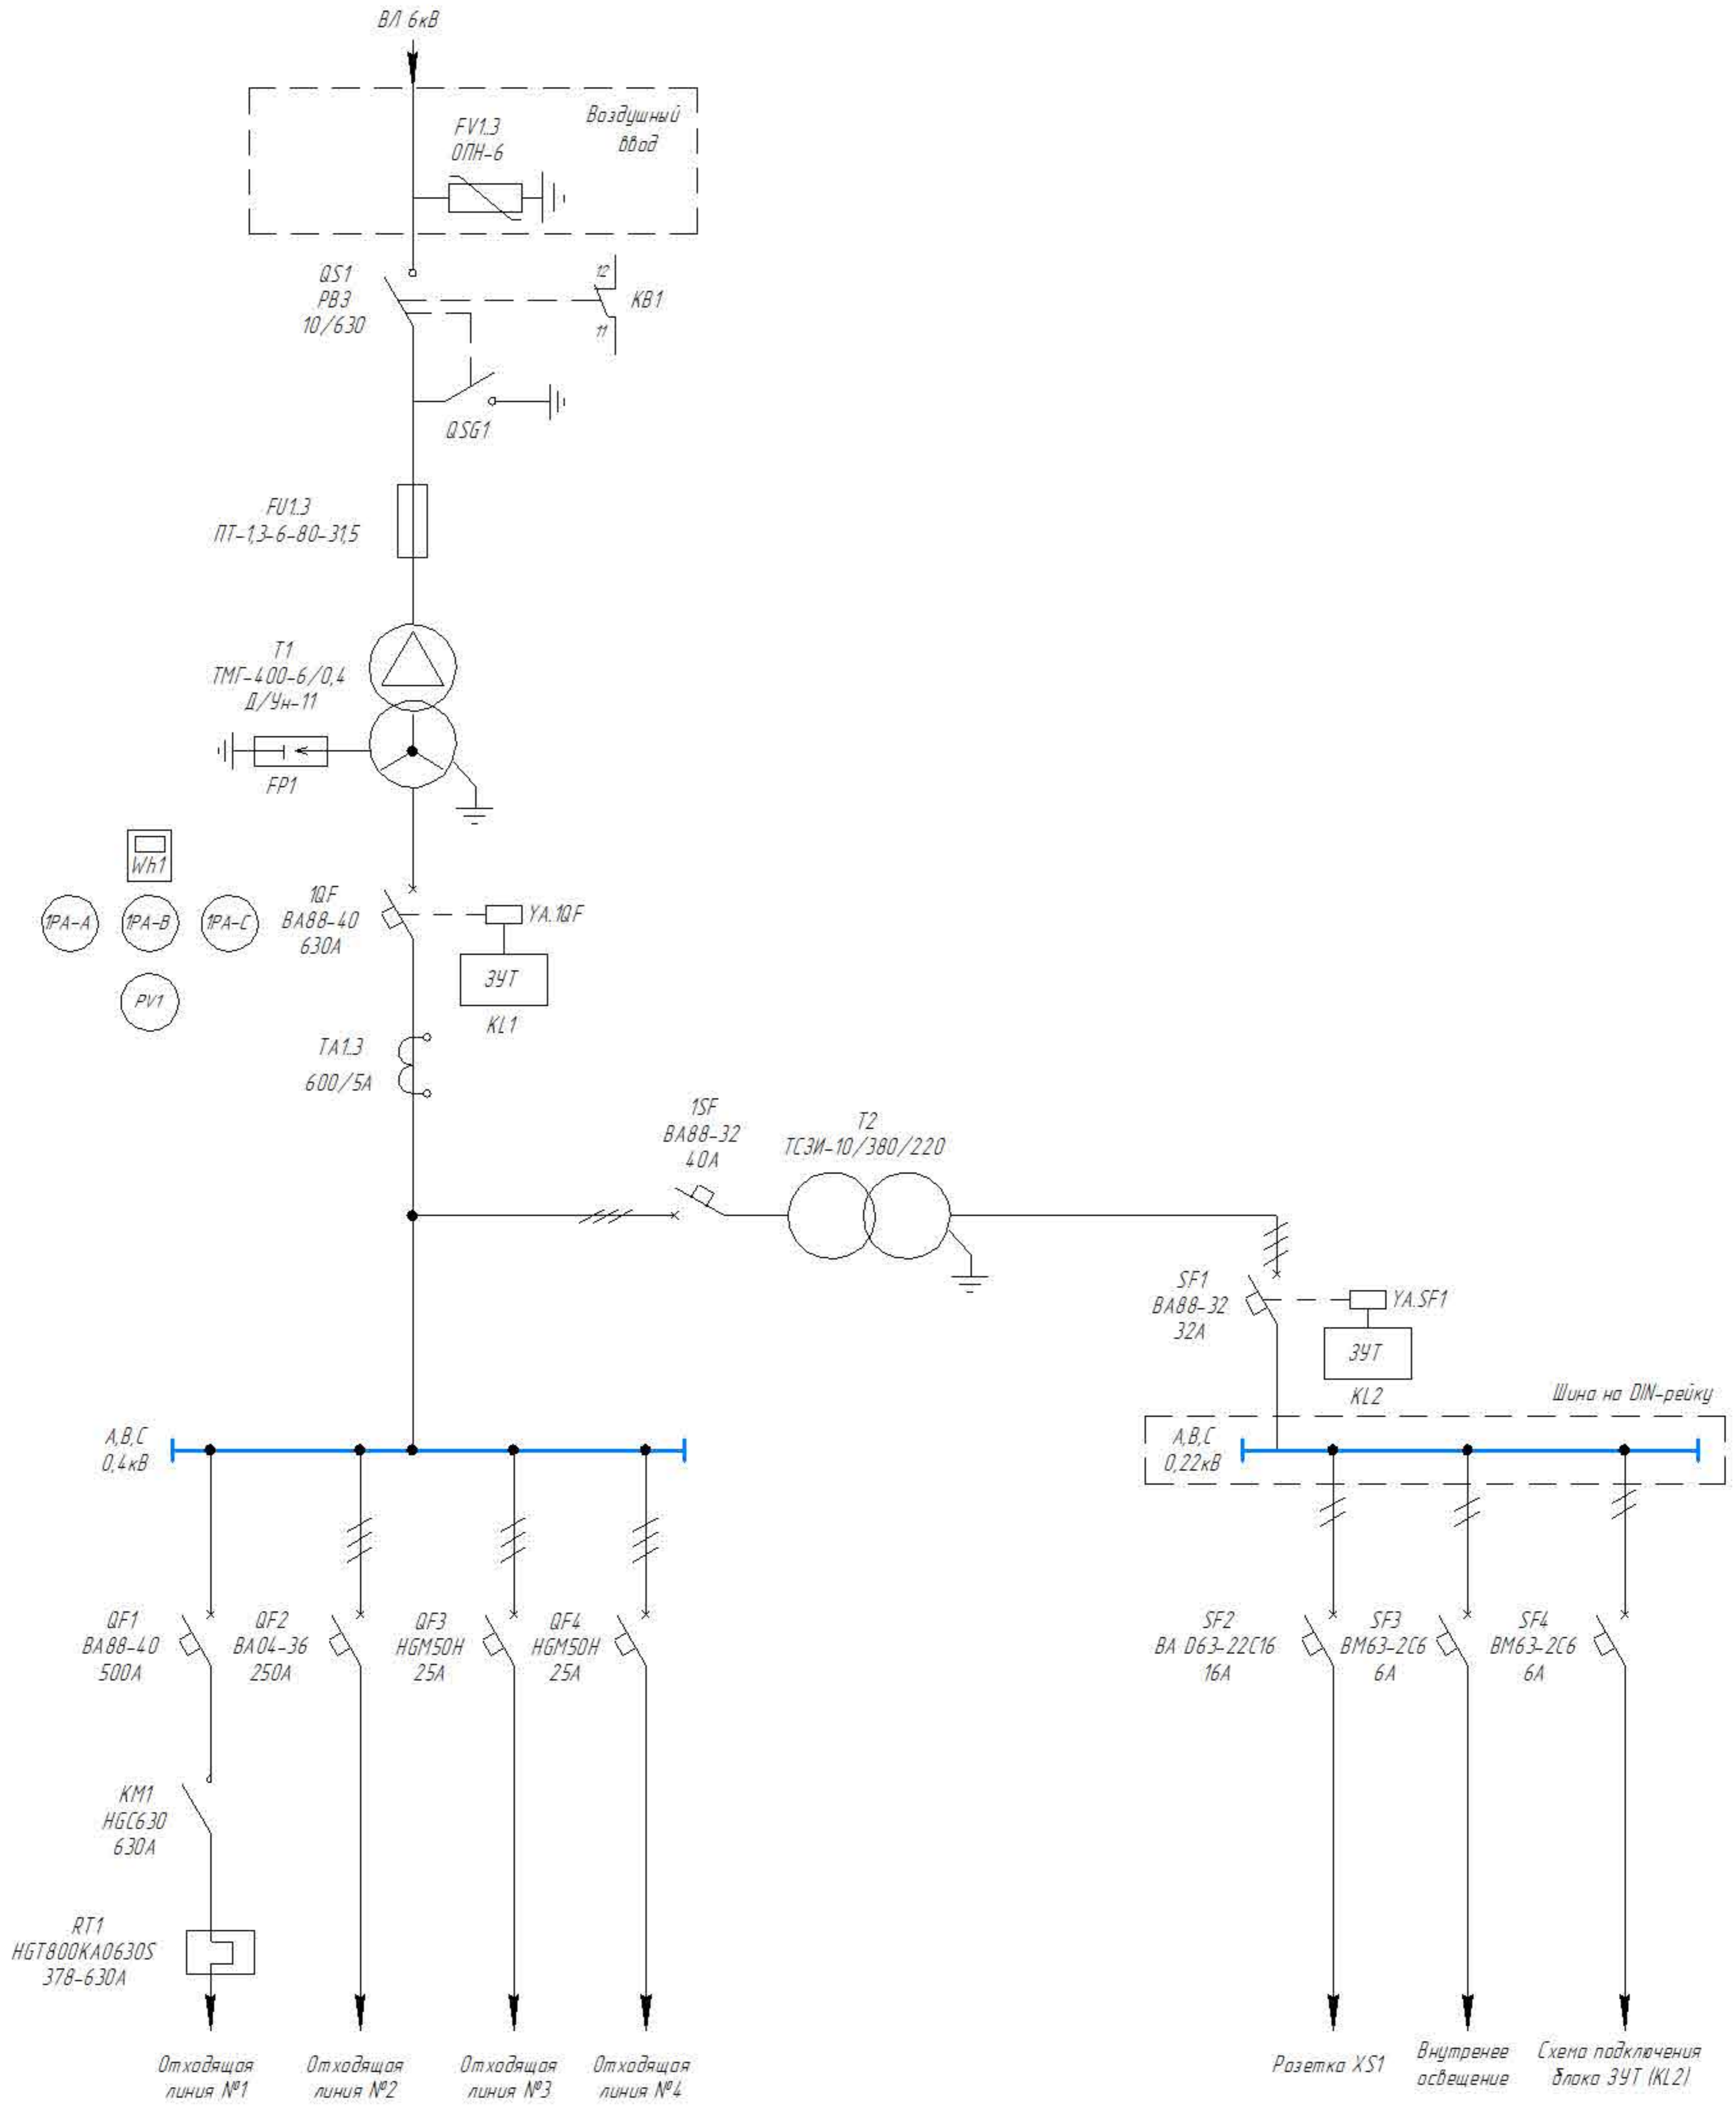 ВЛ 6кВ
Воздушный
ввод
FV1.3
ОПН-6
QS1
РВЗ
10/630
12
КВ1
11
QSG1
FU1.3
ПТ-1,3-6-80-31,5
Т1
ТМГ-400-6/0,4
Д/Ун-11
FP1
Wh1
1PA-A
1PA-B
1PA-C
PV1
1QF
ВА88-40
630А
YA.1QF
ЗУТ
KL1
ТА1.3
600/5А
1SF
ВА88-32
40А
Т2
ТСЗИ-10/380/220
SF1
ВА88-32
32А
YA.SF1
ЗУТ
KL2
Шина на DIN-рейку
А,В,С
0,4кВ
А,В,С
0,22кВ
QF1
ВА88-40
500А
QF2
ВА04-36
250А
QF3
HGM50H
25А
QF4
HGM50H
25А
SF2
ВА D63-22С16
16А
SF3
ВМ63-2С6
6А
SF4
ВМ63-2С6
6А
КМ1
HGC630
630А
RT1
HGT800KA0630S
378-630А
Отходящая
линия №1
Отходящая
линия №2
Отходящая
линия №3
Отходящая
линия №4
Розетка XS1
Внутренее
освещение
Схема подключения
блока ЗУТ (KL2)